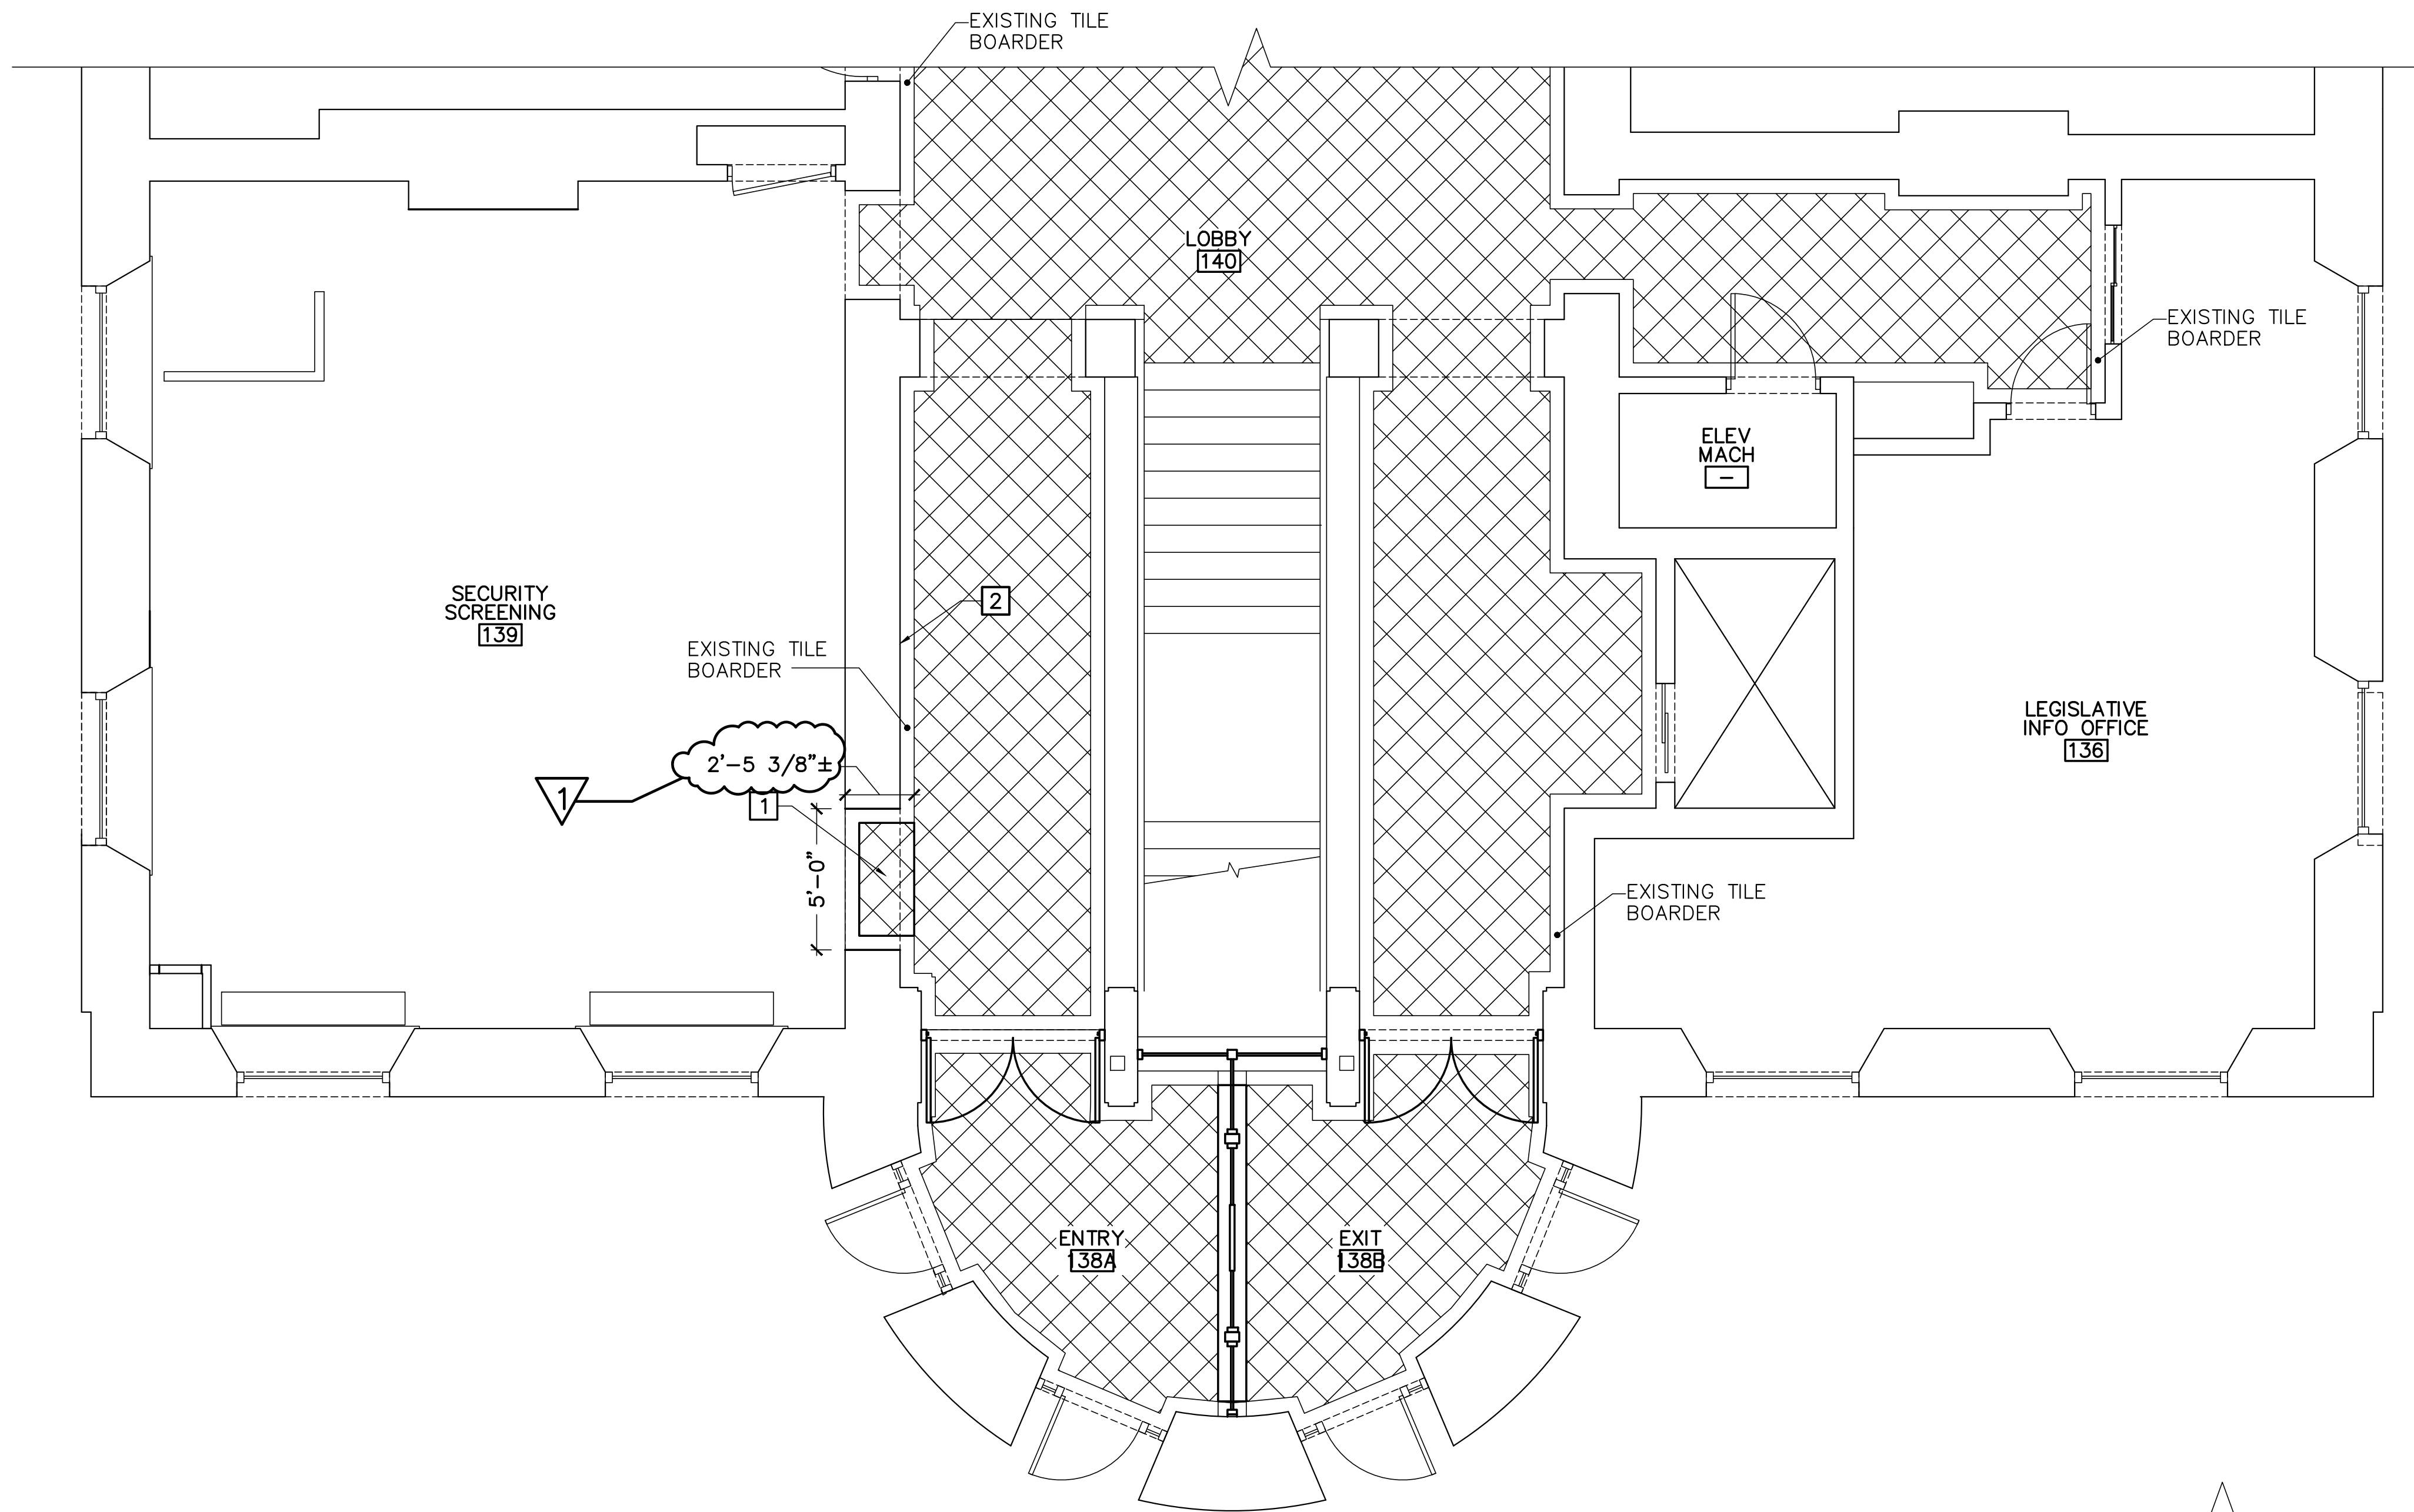 EXISTING TILE
BOARDER
LOBBY
140
EXISTING TILE
BOARDER
ELEV
MACH
–
SECURITY
SCREENING
139
2
EXISTING TILE
BOARDER
LEGISLATIVE
INFO OFFICE
136
2'–5 3/8"±
1
1
5'–0"
EXISTING TILE
BOARDER
ENTRY
138A
EXIT
138B